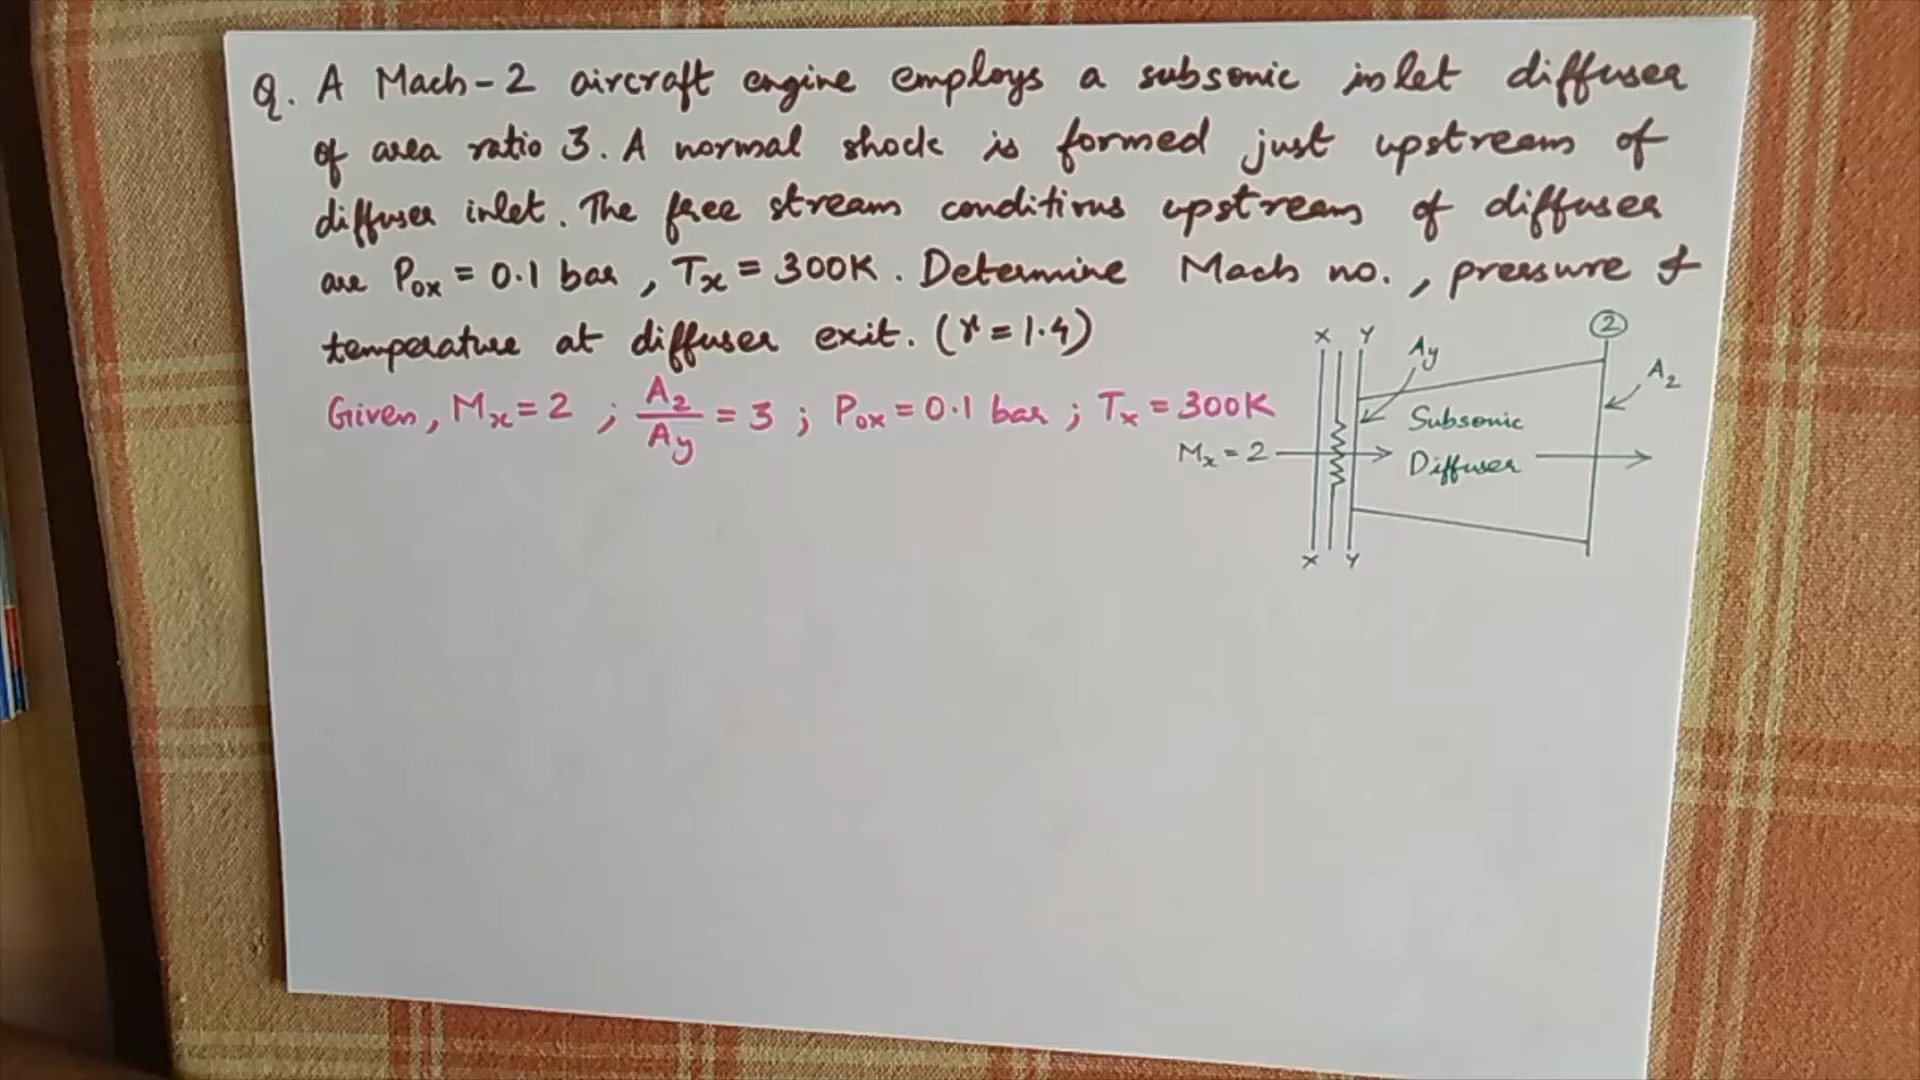 Q. A Mach-2 aircraft engine employs a subsonic inlet diffuser
of area ratio 3. A normal shock is formed just upstream of
diffuser inlet. The free stream conditions upstream of diffuser
are Pox = 0.1 bar, Tx = 300K. Determine Mach no., pressure &
temperature at diffuser exit. (γ = 1.4)
Given, Mx = 2 ; A2/Ay = 3 ; Pox = 0.1 bar ; Tx = 300K
x y Ay 2
A2
Subsonic
Mx = 2 Diffuser
x y